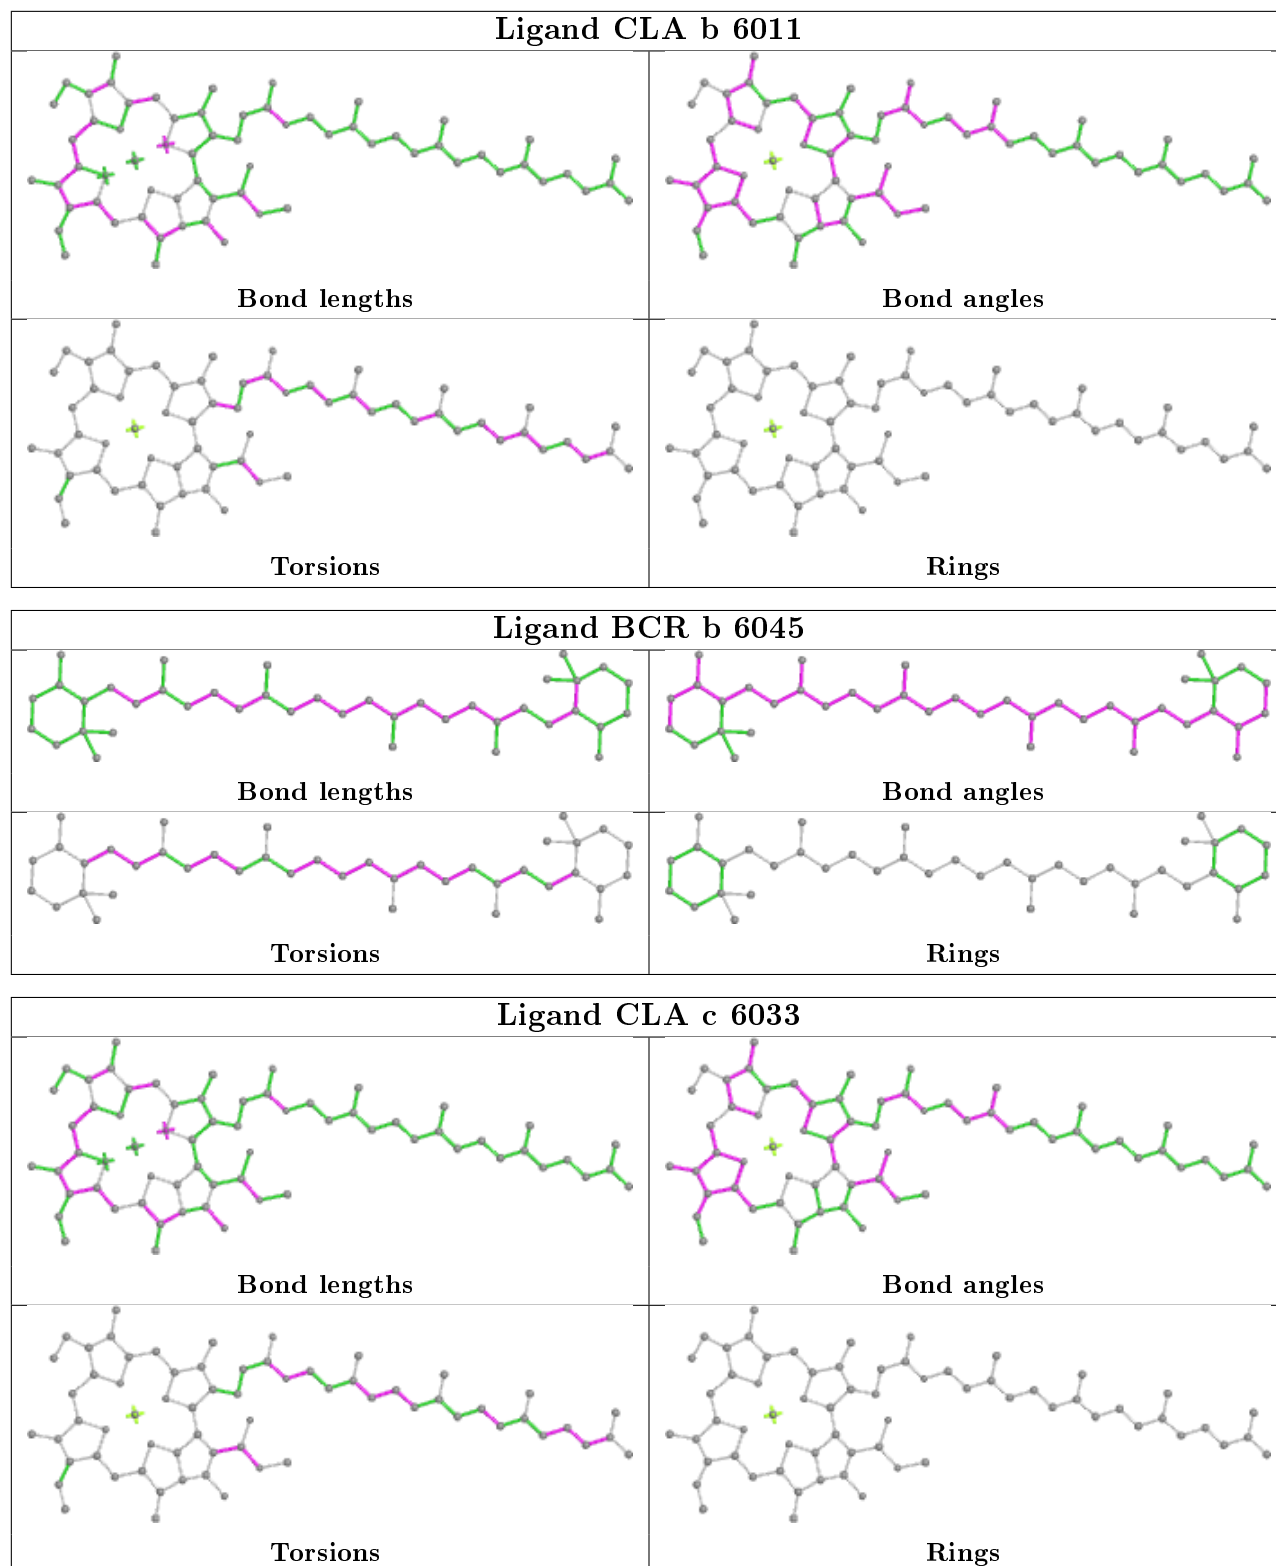 Ligand CLA b 6011
Bond lengths
Bond angles
Torsions
Rings
Ligand BCR b 6045
Bond lengths
Bond angles
Torsions
Rings
Ligand CLA c 6033
Bond lengths
Bond angles
Torsions
Rings